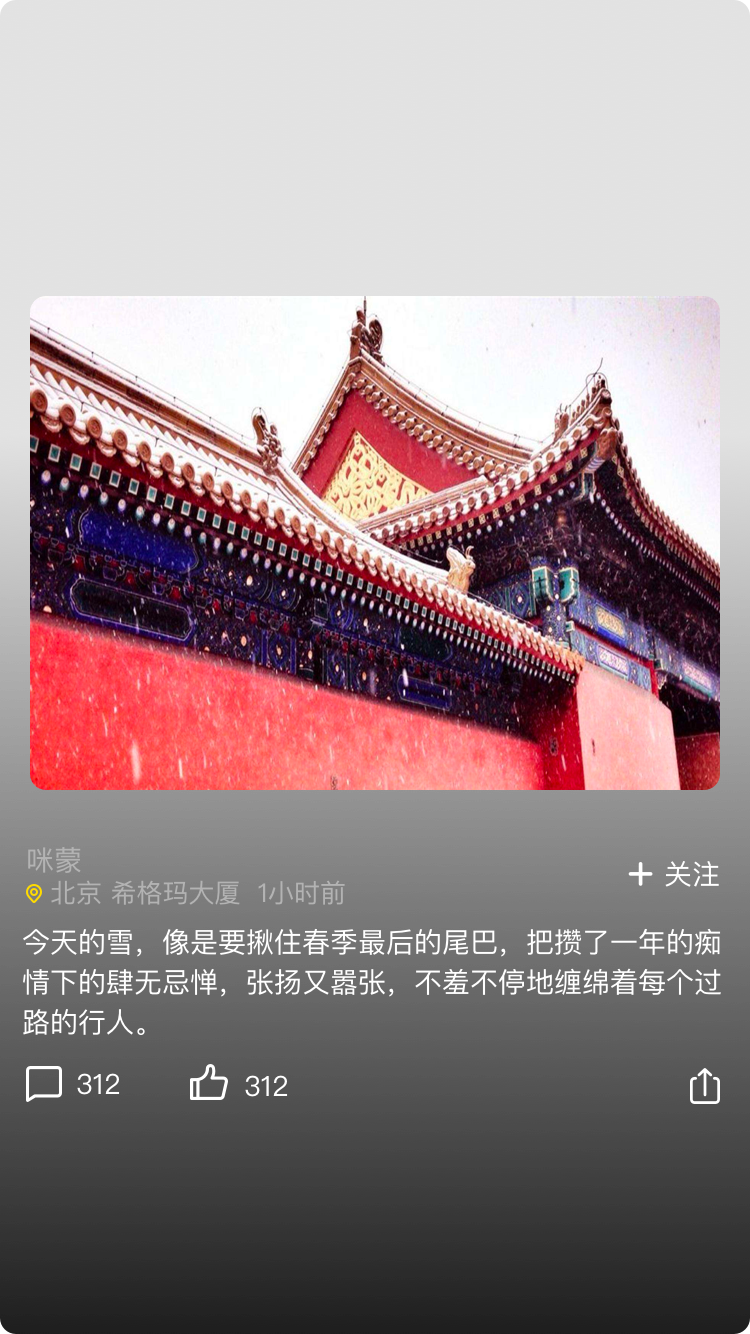 咪蒙
关注
北京 希格玛大厦 1小时前
今天的雪，像是要揪住春季最后的尾巴，把攒了一年的痴
情下的肆无忌惮，张扬又嚣张，不羞不停地缠绵着每个过
路的行人。
312
312